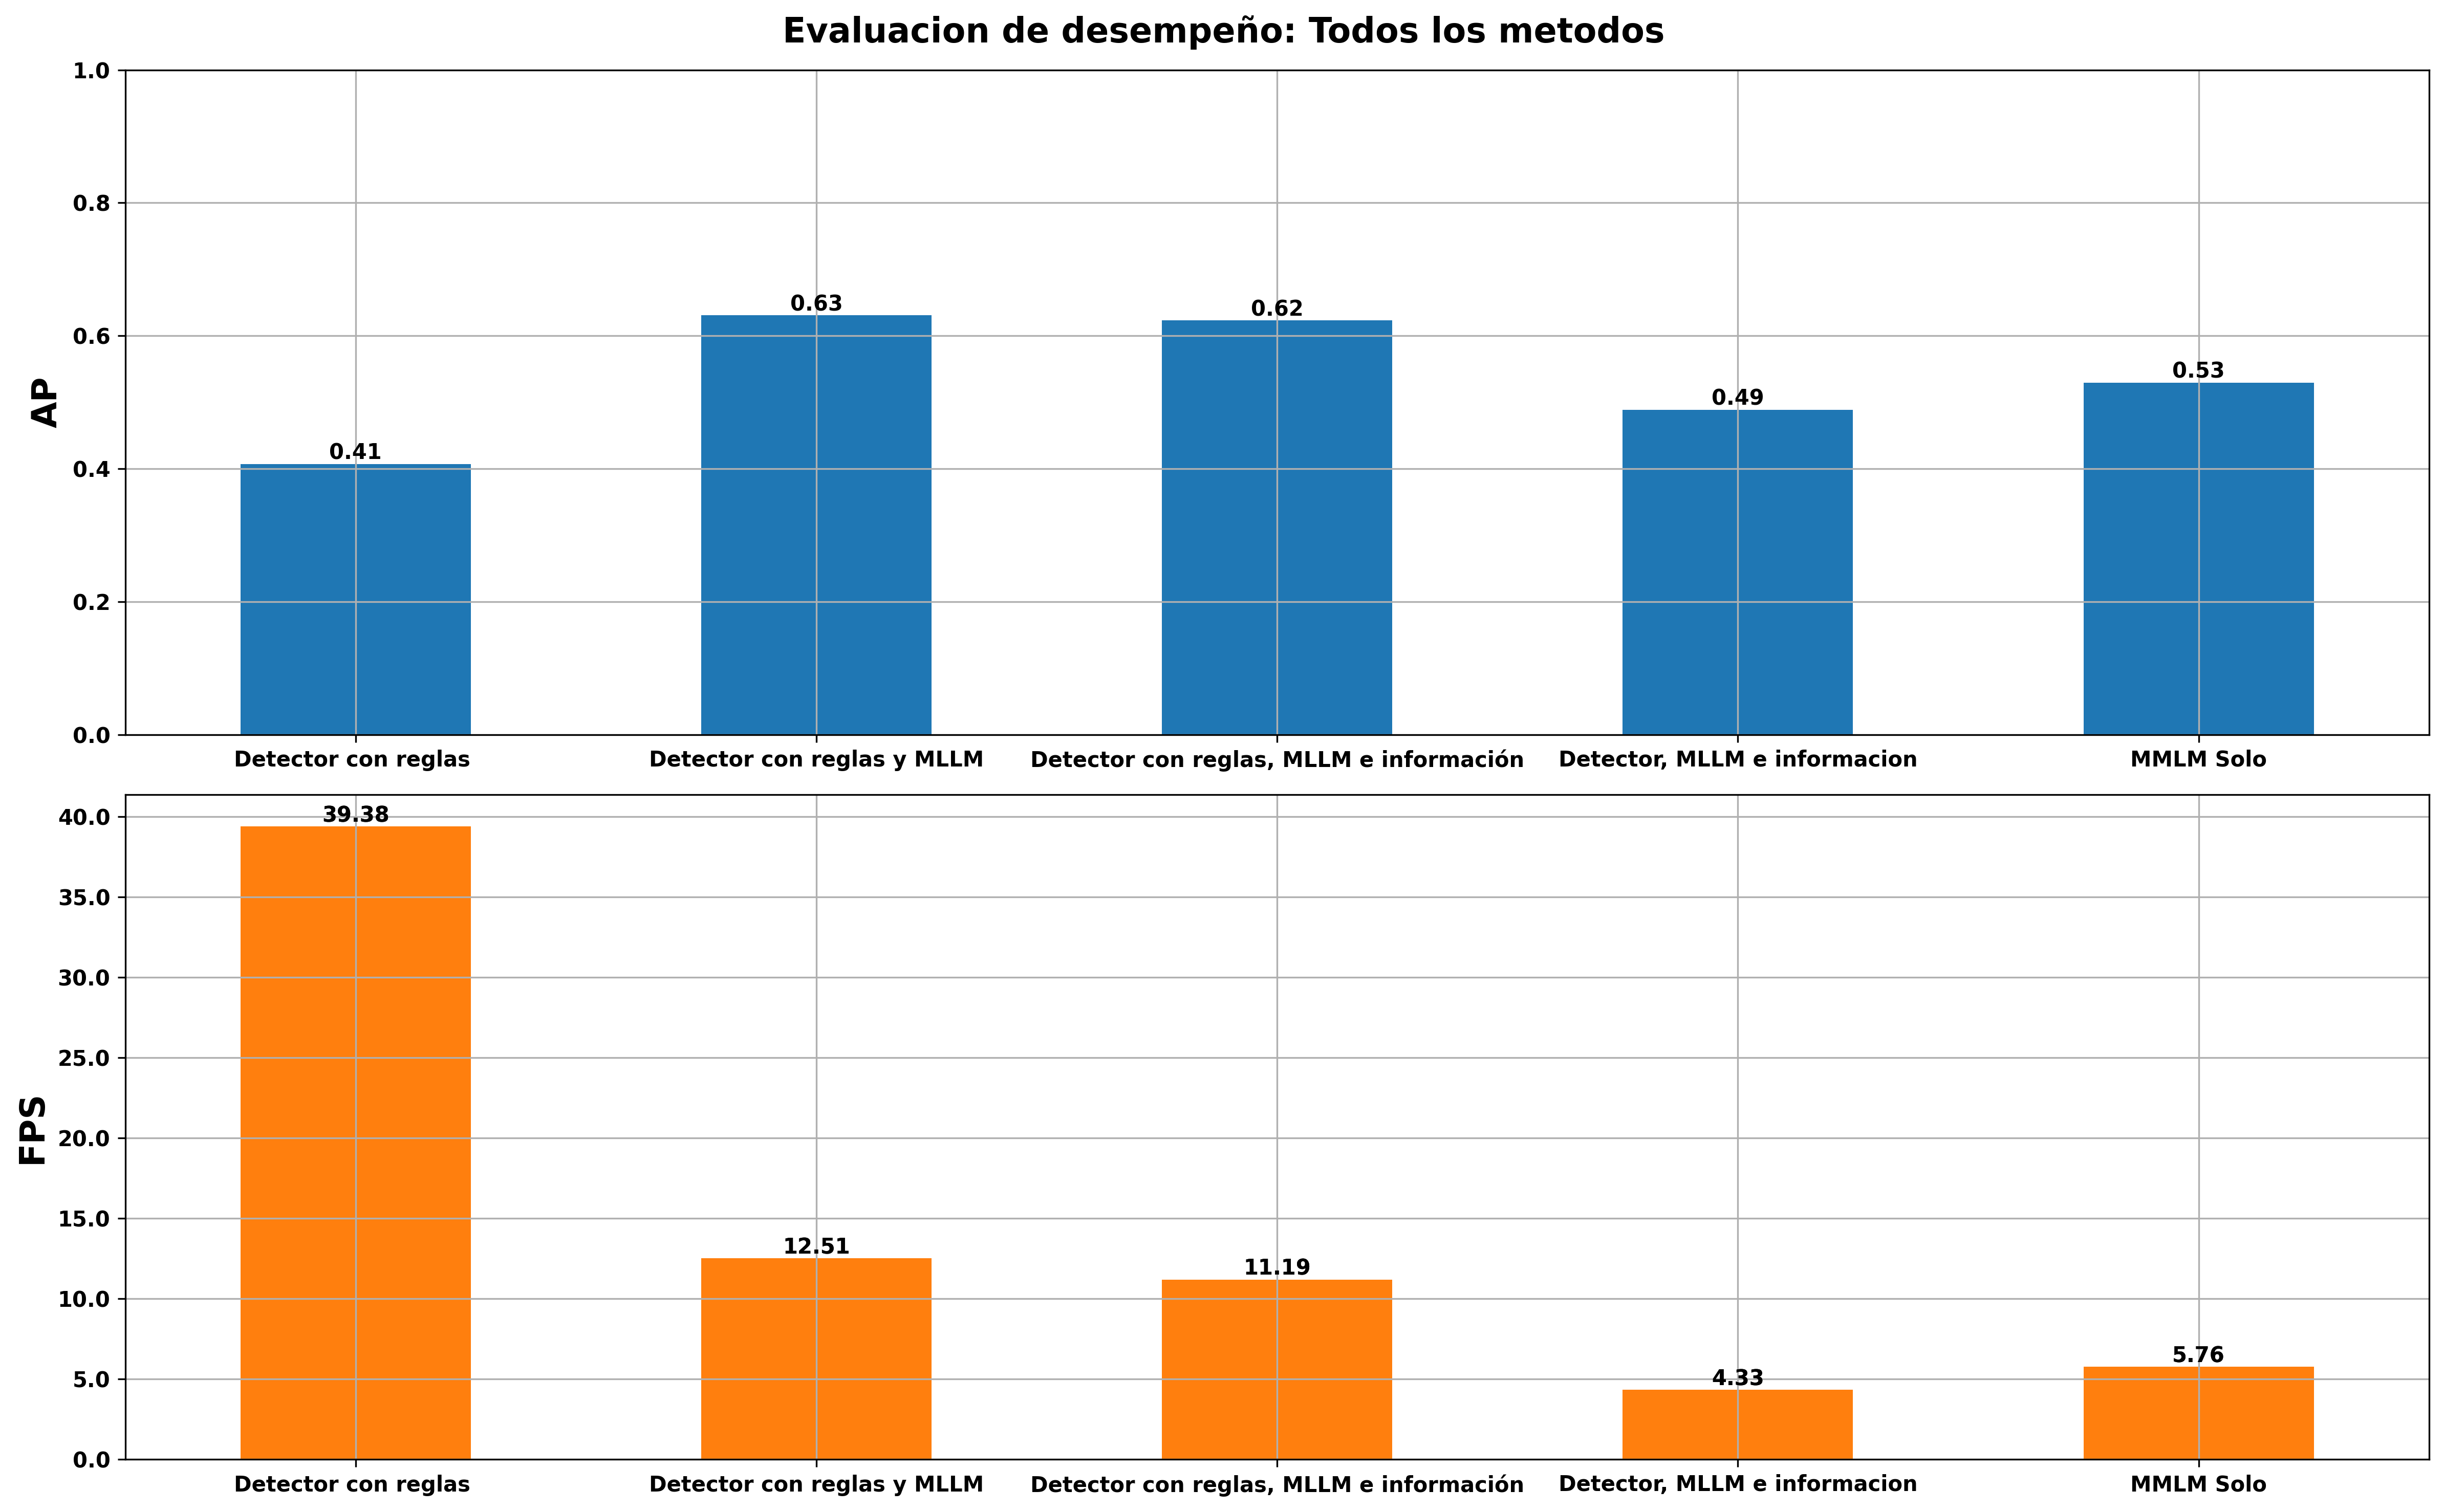 Evaluacion de desempeño: Todos los metodos
AP
1.0
0.8
0.6
0.4
0.2
0.0
0.41
0.63
0.62
0.49
0.53
Detector con reglas
Detector con reglas y MLLM
Detector con reglas, MLLM e información
Detector, MLLM e informacion
MMLM Solo
FPS
40.0
35.0
30.0
25.0
20.0
15.0
10.0
5.0
0.0
39.38
12.51
11.19
4.33
5.76
Detector con reglas
Detector con reglas y MLLM
Detector con reglas, MLLM e información
Detector, MLLM e informacion
MMLM Solo